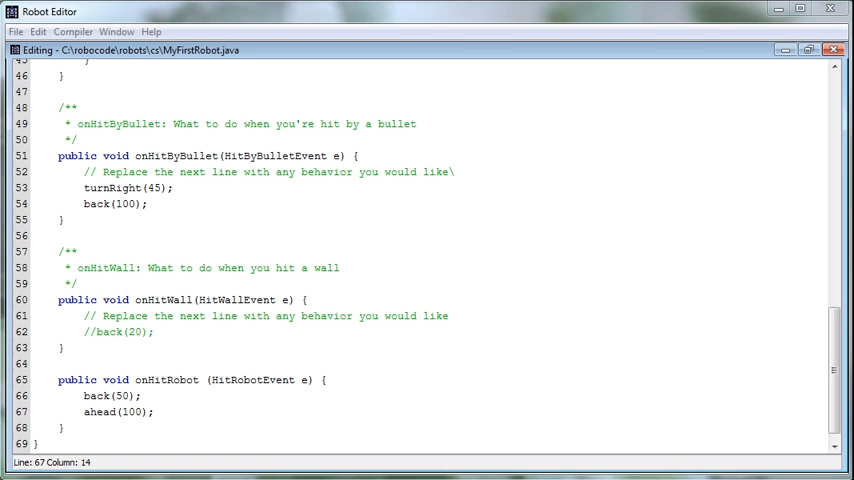 Robot Editor
File Edit Compiler Window Help
Editing - C:\robocode\robots\cs\MyFirstRobot.java
45 }
46 }
47
48 /**
49 * onHitByBullet: What to do when you're hit by a bullet
50 */
51 public void onHitByBullet(HitByBulletEvent e) {
52 // Replace the next line with any behavior you would like\
53 turnRight(45);
54 back(100);
55 }
56
57 /**
58 * onHitWall: What to do when you hit a wall
59 */
60 public void onHitWall(HitWallEvent e) {
61 // Replace the next line with any behavior you would like
62 //back(20);
63 }
64
65 public void onHitRobot (HitRobotEvent e) {
66 back(50);
67 ahead(100);
68 }
69 }
Line: 67 Column: 14